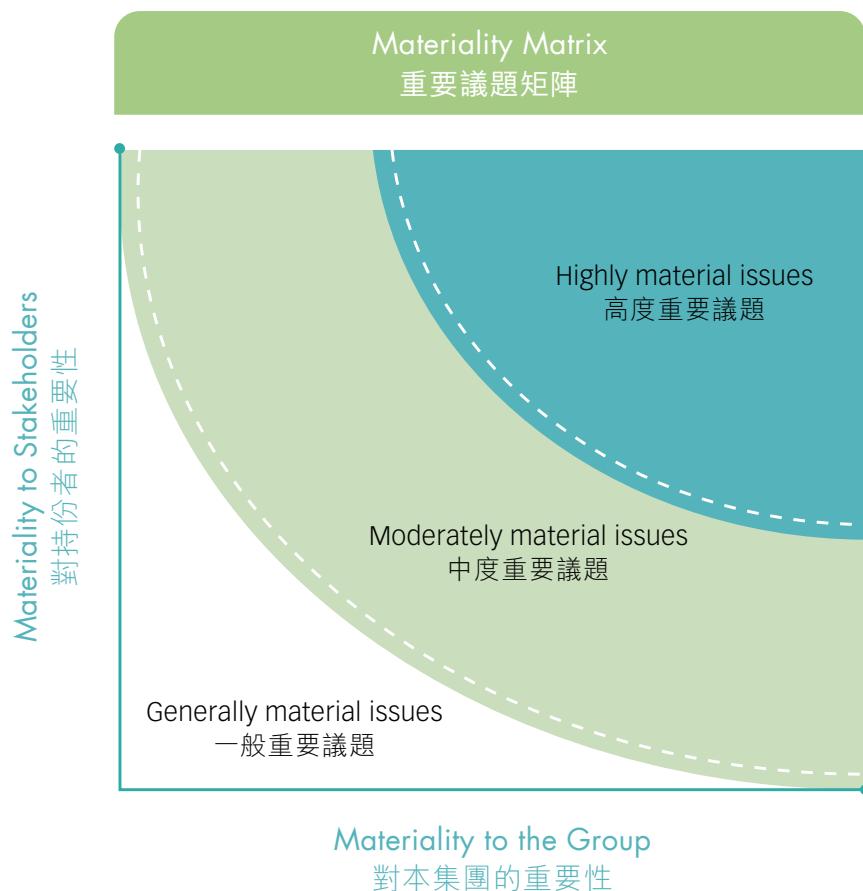 Materiality Matrix
重要議題矩陣
Highly material issues
高度重要議題
Materiality to Stakeholders
對持份者的重要性
Moderately material issues
中度重要議題
Generally material issues
一般重要議題
Materiality to the Group
對本集團的重要性